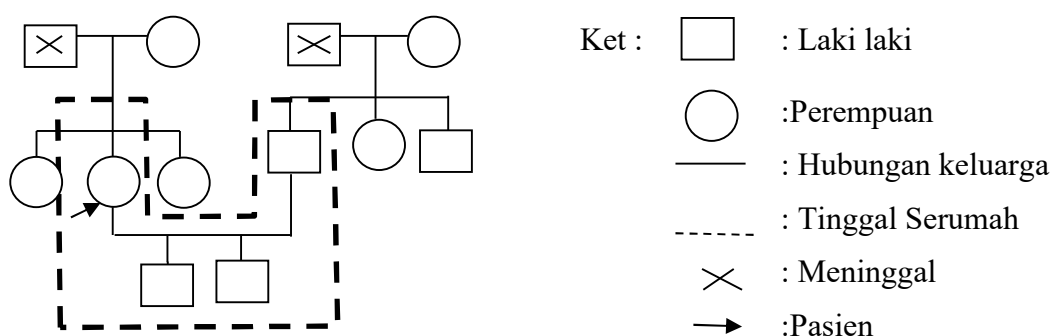 Ket : : Laki laki
:Perempuan
: Hubungan keluarga
: Tinggal Serumah
: Meninggal
:Pasien